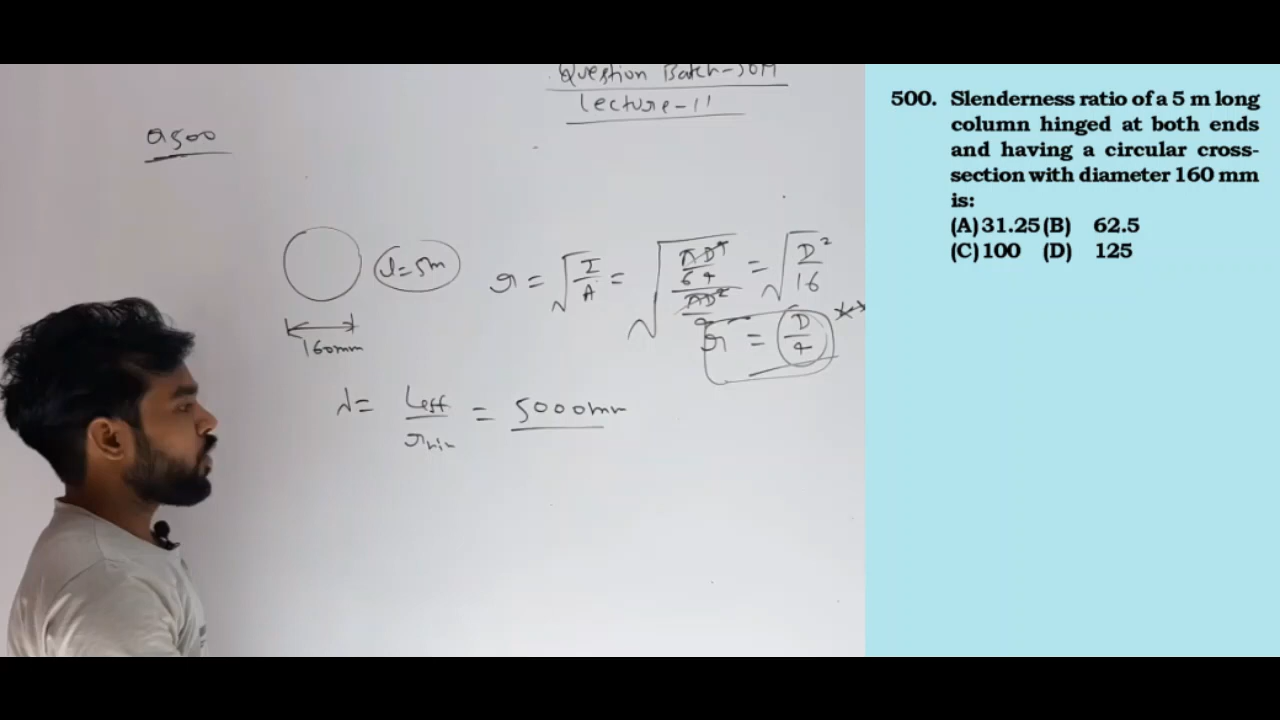 Question Batch-SOM
Lecture-11
Q500
l=5m
160mm
r = √I/A = √πD⁴/64/πD²/4 = √D²/16
r = D/4 **
λ = Leff/rmin = 5000mm
500. Slenderness ratio of a 5 m long
column hinged at both ends
and having a circular cross-
section with diameter 160 mm
is:
(A) 31.25 (B) 62.5
(C) 100 (D) 125